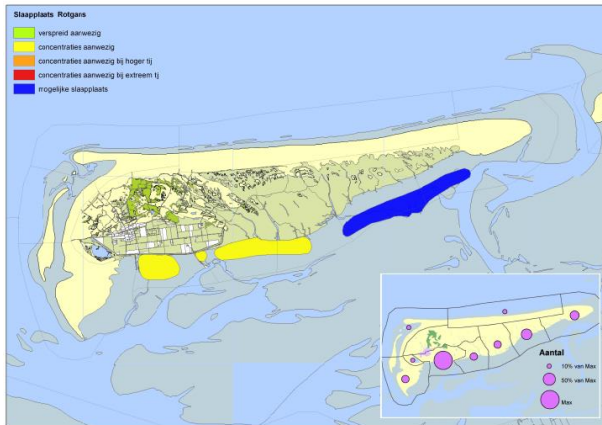 Slaapplaats Rotgans
verspreid aanwezig
concentraties aanwezig
concentraties aanwezig bij hoger tij
concentraties aanwezig bij extreem tj
mogelijke slaapplaats
Aantal
10% van Max
50% van Max
Max